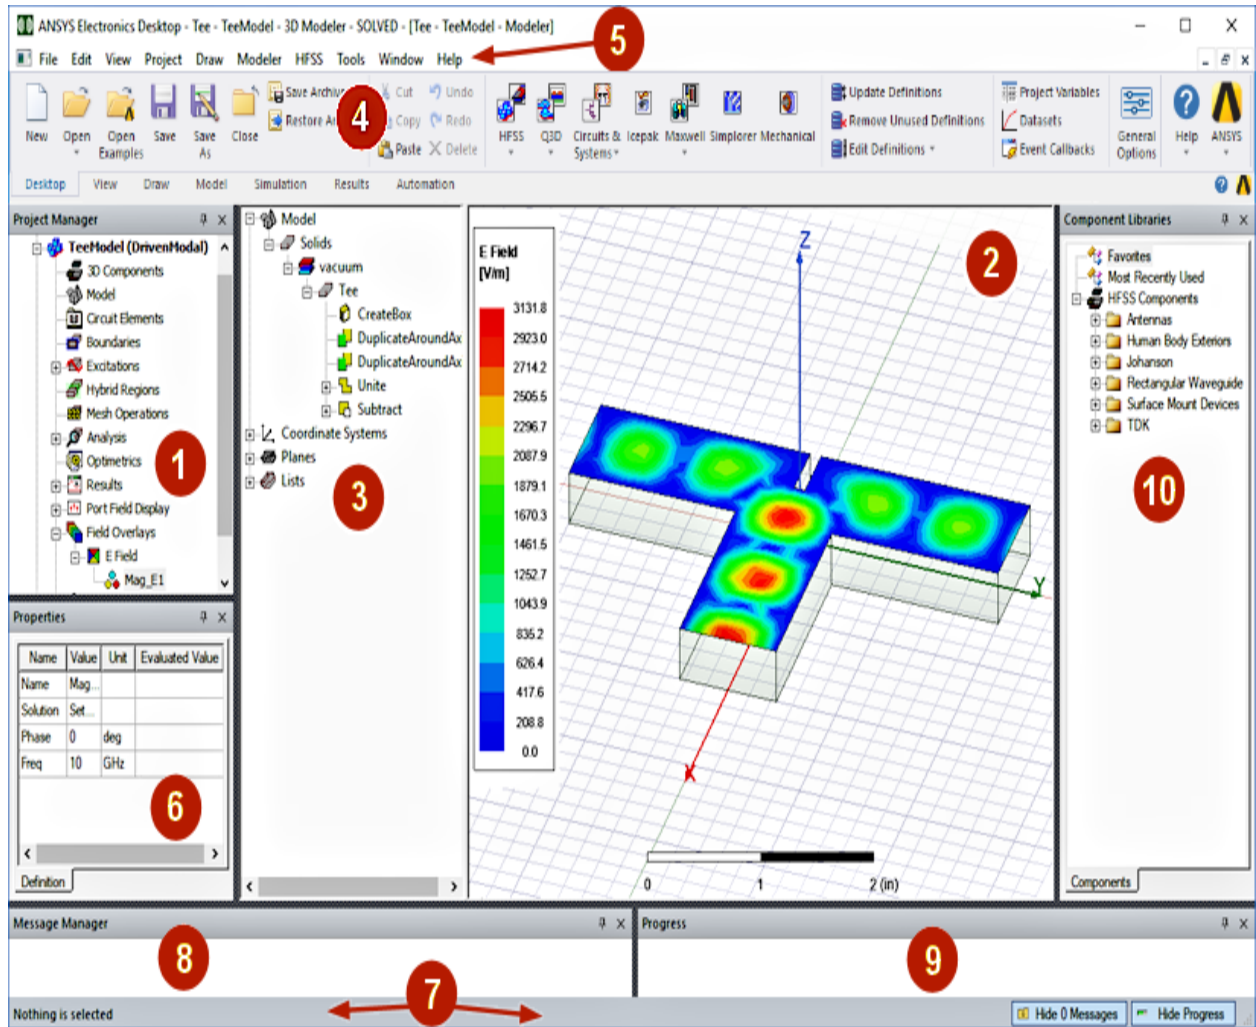 ANSYS Electronics Desktop - Tee - TeeModel - 3D Modeler - SOLVED - [Tee - TeeModel - Modeler]
File Edit View Project Draw Modeler HFSS Tools Window Help
5
New
Open
Open Examples
Save
Save As
Close
Save Archive
Restore
4
Cut
Copy
Paste
Undo
Redo
Delete
HFSS
Q3D
Circuits & Systems
Icepak
Maxwell
Simplorer
Mechanical
Update Definitions
Remove Unused Definitions
Edit Definitions
Project Variables
Datasets
Event Callbacks
General Options
Help
ANSYS
Desktop View Draw Model Simulation Results Automation
Project Manager
TeeModel (DrivenModal)
3D Components
Model
Circuit Elements
Boundaries
Excitations
Hybrid Regions
Mesh Operations
Analysis
Optimetrics
Results
Port Field Display
Field Overlays
E Field
Mag_E1
1
Properties
Name Value Unit Evaluated Value
Name Mag...
Solution Set...
Phase 0 deg
Freq 10 GHz
6
Definition
Model
Solids
vacuum
Tee
CreateBox
DuplicateAroundAx
DuplicateAroundAx
Unite
Subtract
Coordinate Systems
Planes
Lists
3
E Field
[V/m]
3131.8
2923.0
2714.2
2505.5
2296.7
2087.9
1879.1
1670.3
1461.5
1252.7
1043.9
835.2
626.4
417.6
208.8
0.0
Z
2
Y
X
0 1 2 (in)
Component Libraries
Favorites
Most Recently Used
HFSS Components
Antennas
Human Body Exteriors
Johanson
Rectangular Waveguide
Surface Mount Devices
TDK
10
Components
Message Manager
8
Progress
9
7
Nothing is selected
Hide 0 Messages
Hide Progress